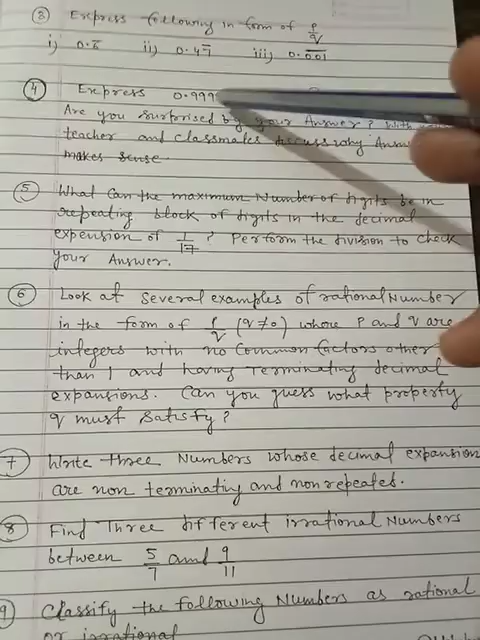 ③ Express following in form of p/q
i) 0.6̅ ii) 0.47̅ iii) 0.0̅0̅1̅
④ Express 0.999
Are you surprised by your Answer? With
teacher and classmates discuss why Answ
makes sense
⑤ What Can the maximum Number of digits be in
repeating block of digits in the decimal
expension of 1/17? Perform the division to check
your Answer.
⑥ Look at several examples of rational Number
in the form of p/q (q≠0) whose P and q are
integers with no Common factors other
than 1 and having terminating decimal
expansions. Can you guess what property
q must satisfy?
7 Write three Numbers whose decimal expansion
are non terminating and non repeates.
8 Find Three different irrational Numbers
between 5/7 and 9/11
9 Classify the following Numbers as rational
or irrational